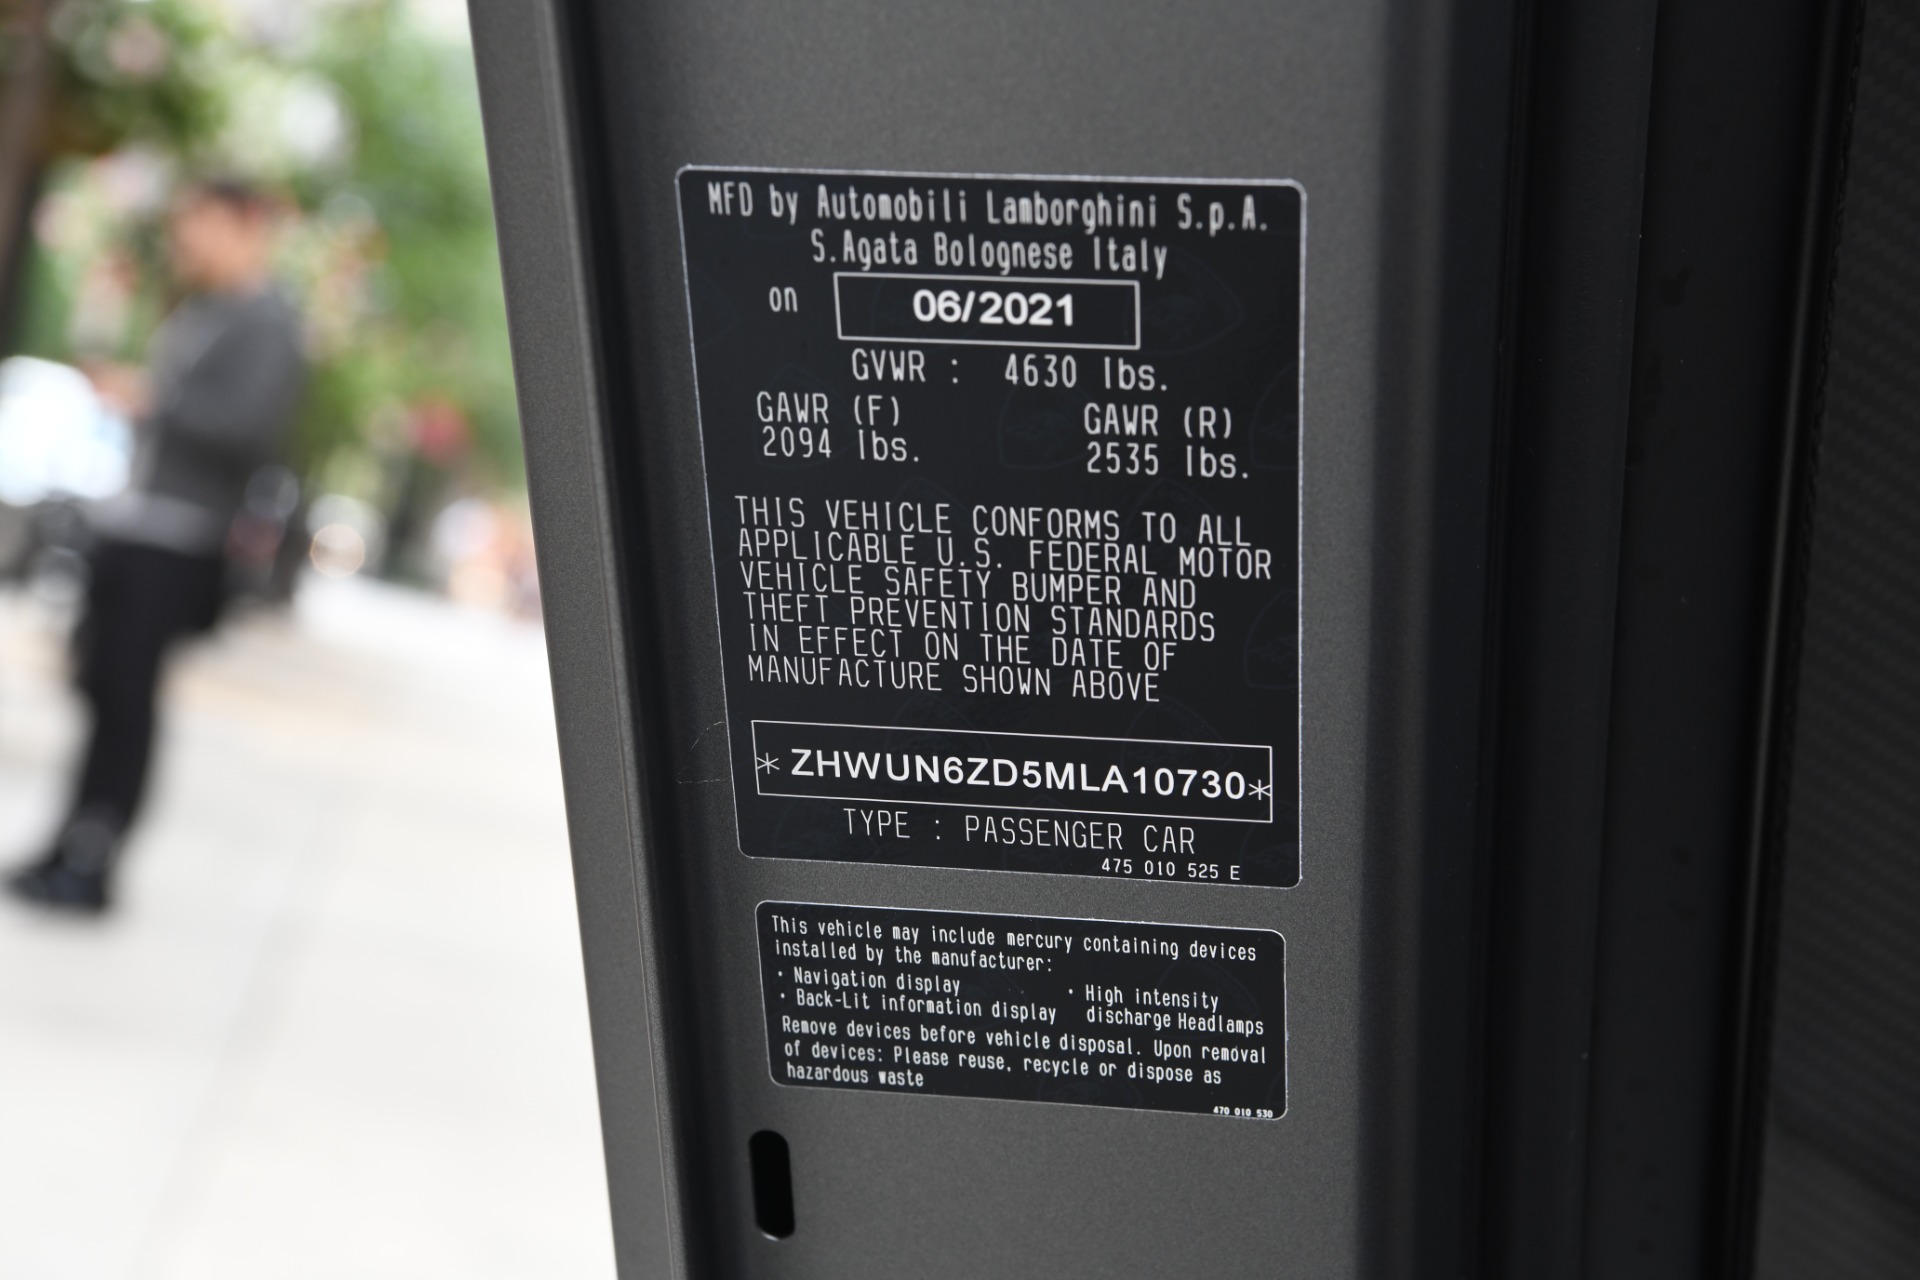 MFD by Automobili Lamborghini S.p.A.
S.Agata Bolognese Italy
on 06/2021
GVWR : 4630 lbs.
GAWR (F) GAWR (R)
2094 lbs. 2535 lbs.
THIS VEHICLE CONFORMS TO ALL
APPLICABLE U.S. FEDERAL MOTOR
VEHICLE SAFETY BUMPER AND
THEFT PREVENTION STANDARDS
IN EFFECT ON THE DATE OF
MANUFACTURE SHOWN ABOVE
* ZHWUN6ZD5MLA10730*
TYPE : PASSENGER CAR
475 010 525 E
This vehicle may include mercury containing devices
installed by the manufacturer:
· Navigation display
· Back-Lit information display
· High intensity
discharge Headlamps
Remove devices before vehicle disposal. Upon removal
of devices: Please reuse, recycle or dispose as
hazardous waste
470 010 530